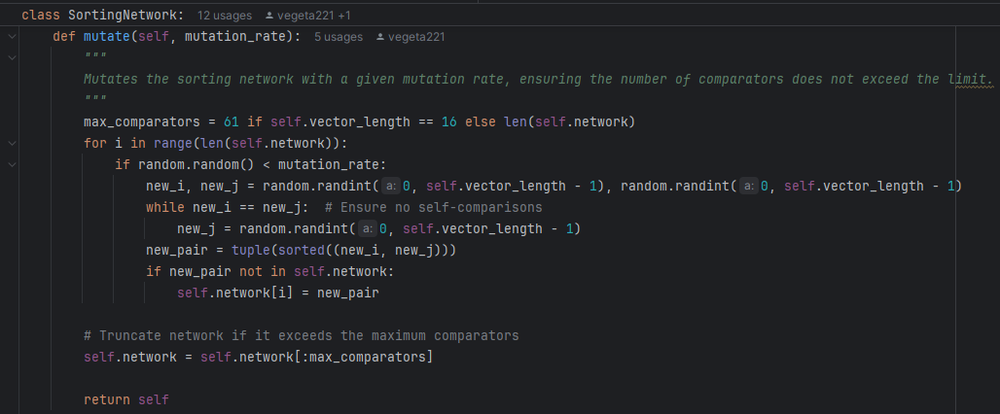 class SortingNetwork: 12 usages vegeta221 +1
def mutate(self, mutation_rate): 5 usages vegeta221
"""
Mutates the sorting network with a given mutation rate, ensuring the number of comparators does not exceed the limit.
"""
max_comparators = 61 if self.vector_length == 16 else len(self.network)
for i in range(len(self.network)):
if random.random() < mutation_rate:
new_i, new_j = random.randint(a: 0, self.vector_length - 1), random.randint(a: 0, self.vector_length - 1)
while new_i == new_j: # Ensure no self-comparisons
new_j = random.randint(a: 0, self.vector_length - 1)
new_pair = tuple(sorted((new_i, new_j)))
if new_pair not in self.network:
self.network[i] = new_pair
# Truncate network if it exceeds the maximum comparators
self.network = self.network[:max_comparators]
return self